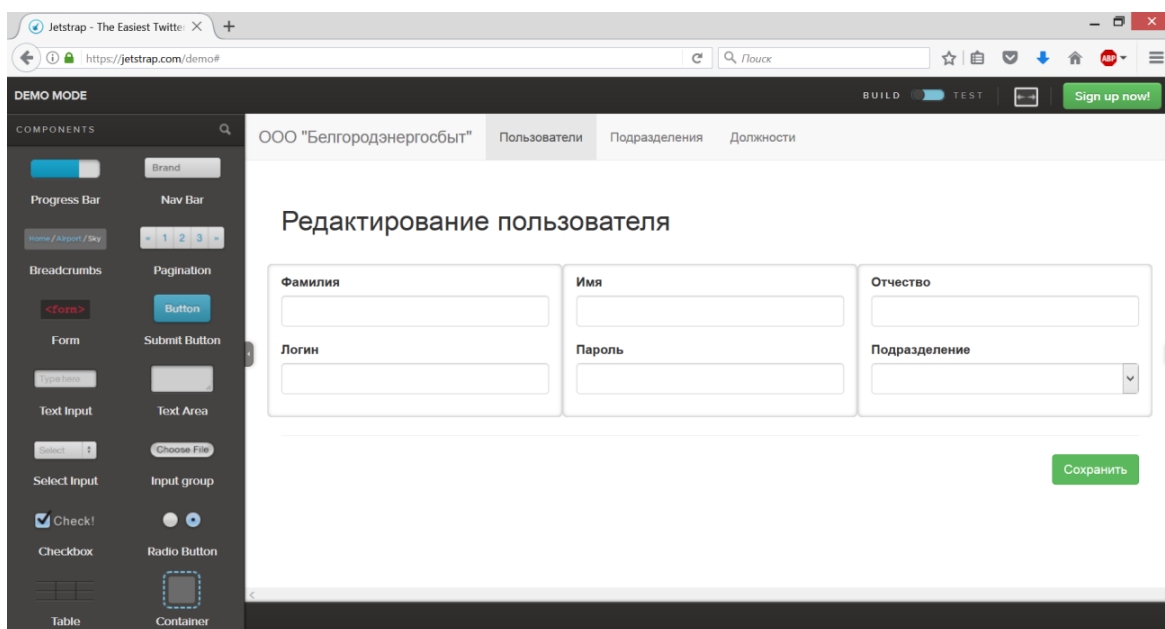 Jetstrap - The Easiest Twitte
https://jetstrap.com/demo#
Поиск
ABP
DEMO MODE
BUILD TEST
Sign up now!
COMPONENTS
ООО "Белгородэнергосбыт" Пользователи Подразделения Должности
Brand
Progress Bar Nav Bar
Редактирование пользователя
Home / Airport / Sky
« 1 2 3 »
Breadcrumbs Pagination
Фамилия Имя Отчество
<form> Button
Form Submit Button
Логин Пароль Подразделение
Type here
Text Input Text Area
Select Choose File
Select Input Input group
Сохранить
Check!
Checkbox Radio Button
Table Container